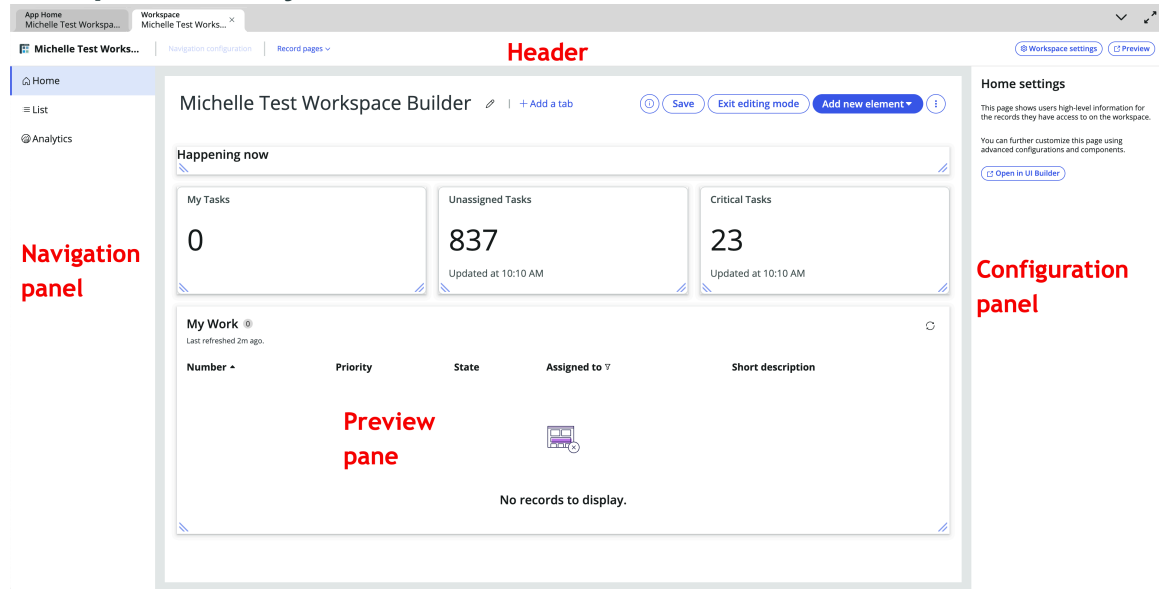 App Home
Michelle Test Workspa...
Workspace
Michelle Test Works...
Michelle Test Works...
Navigation configuration
Record pages
Header
Workspace settings
Preview
Home
List
Analytics
Navigation
panel
Michelle Test Workspace Builder
+ Add a tab
Save
Exit editing mode
Add new element
Happening now
My Tasks
0
Unassigned Tasks
837
Updated at 10:10 AM
Critical Tasks
23
Updated at 10:10 AM
My Work 0
Last refreshed 2m ago.
Number Priority State Assigned to Short description
Preview
pane
No records to display.
Home settings
This page shows users high-level information for
the records they have access to on the workspace.
You can further customize this page using
advanced configurations and components.
Open in UI Builder
Configuration
panel